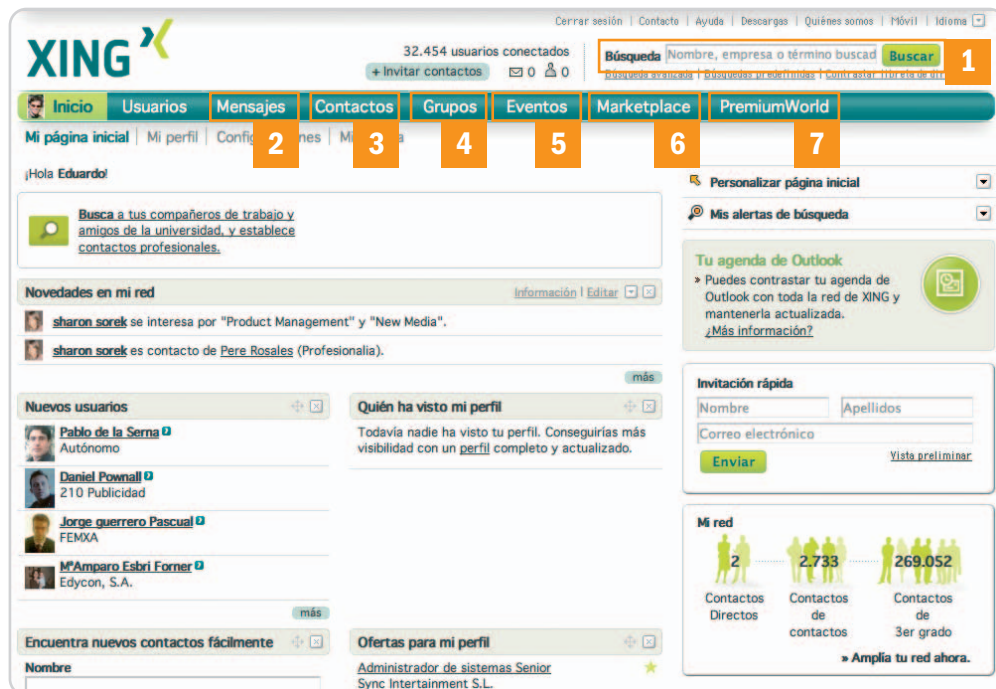 Cerrar sesión | Contacto | Ayuda | Descargas | Quiénes somos | Móvil | Idioma
XING
32.454 usuarios conectados
+ Invitar contactos 0 0
Búsqueda Nombre, empresa o término buscad Buscar 1
Búsqueda avanzada | Búsquedas predefinidas | Contrastar libreta de
Inicio Usuarios Mensajes Contactos Grupos Eventos Marketplace PremiumWorld
2 3 4 5 6 7
Mi página inicial | Mi perfil |
¡Hola Eduardo!
Busca a tus compañeros de trabajo y
amigos de la universidad, y establece
contactos profesionales.
Novedades en mi red Información | Editar
sharon sorek se interesa por "Product Management" y "New Media".
sharon sorek es contacto de Pere Rosales (Profesionalia).
más
Nuevos usuarios
Pablo de la Serna
Autónomo
Daniel Pownall
210 Publicidad
Jorge guerrero Pascual
FEMXA
MªAmparo Esbri Forner
Edycon, S.A.
más
Quién ha visto mi perfil
Todavía nadie ha visto tu perfil. Conseguirías más
visibilidad con un perfil completo y actualizado.
Encuentra nuevos contactos fácilmente
Nombre
Ofertas para mi perfil
Administrador de sistemas Senior
Sync Intertainment S.L.
Personalizar página inicial
Mis alertas de búsqueda
Tu agenda de Outlook
» Puedes contrastar tu agenda de
Outlook con toda la red de XING y
mantenerla actualizada.
¿Más información?
Invitación rápida
Nombre Apellidos
Correo electrónico
Enviar Vista preliminar
Mi red
2 2.733 269.052
Contactos Contactos Contactos
Directos de de
contactos 3er grado
» Amplía tu red ahora.